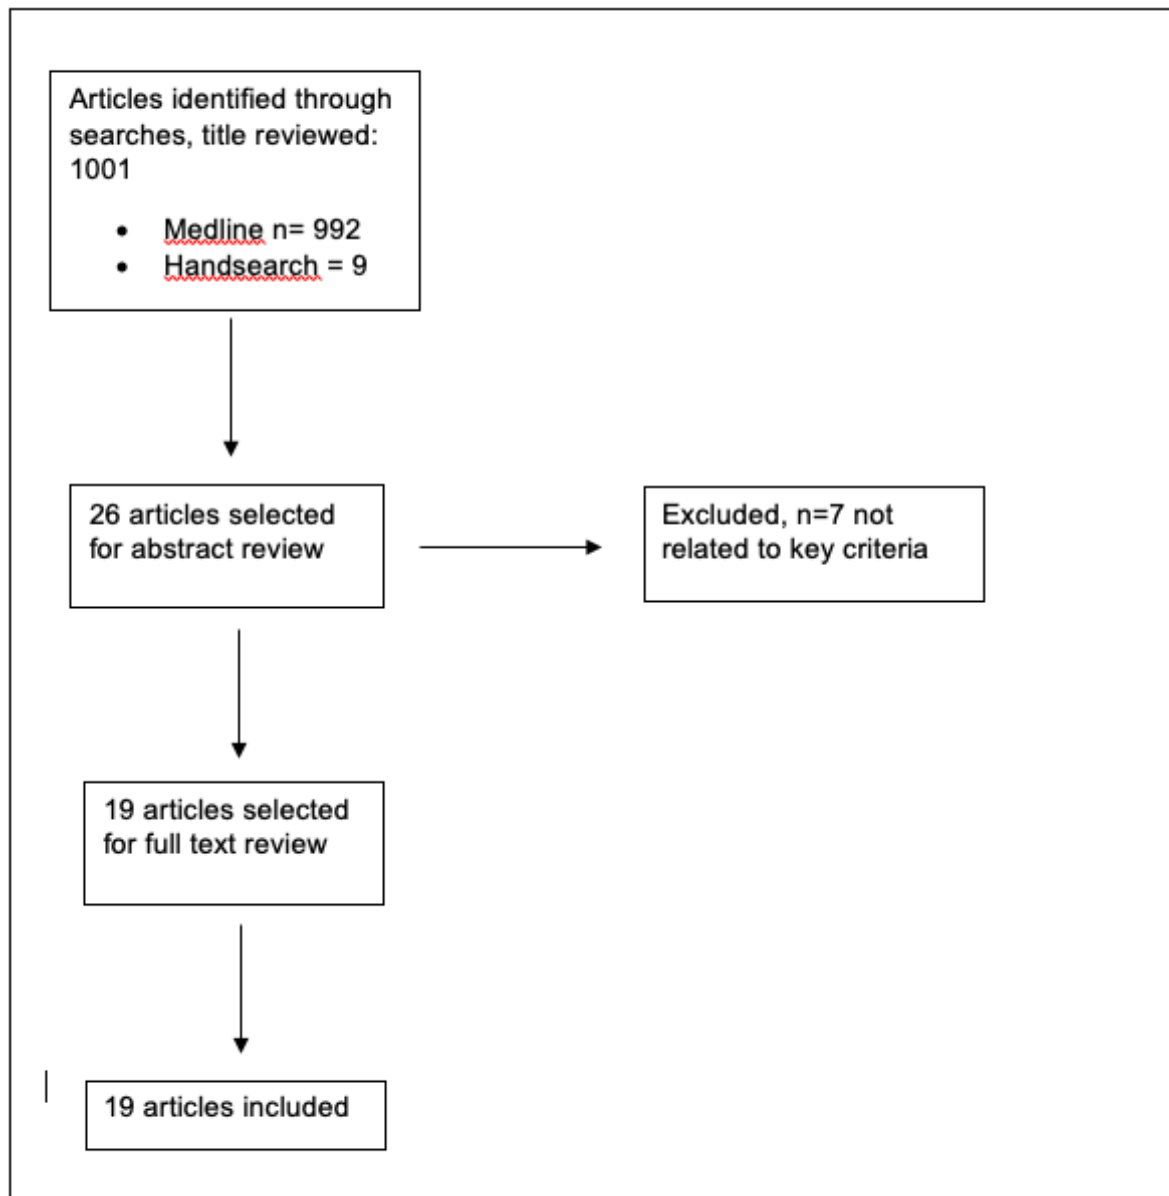 Articles identified through
searches, title reviewed:
1001
• Medline n= 992
• Handsearch = 9
26 articles selected
for abstract review
Excluded, n=7 not
related to key criteria
19 articles selected
for full text review
19 articles included